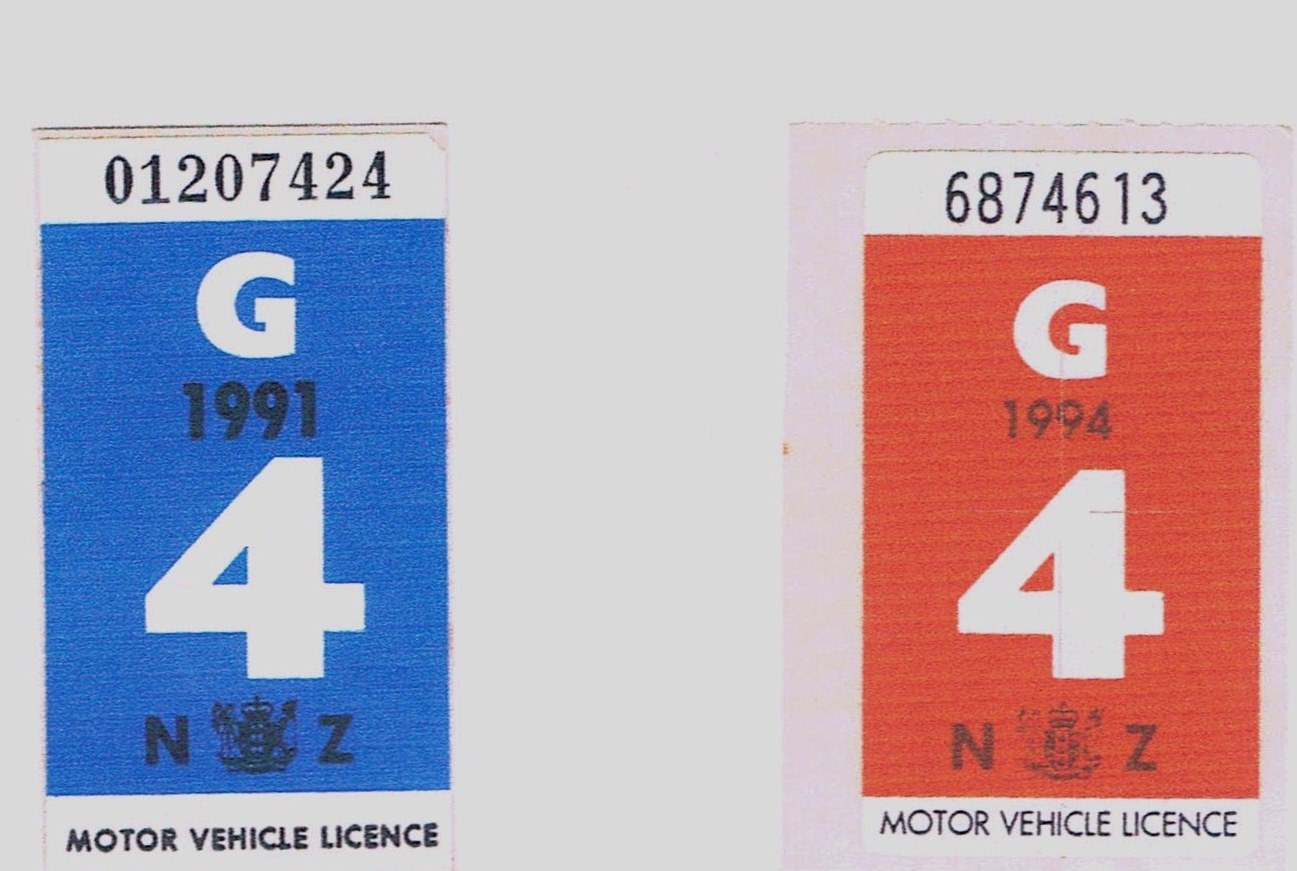 01207424
G
1991
4
N Z
MOTOR VEHICLE LICENCE
6874613
G
1994
4
N Z
MOTOR VEHICLE LICENCE